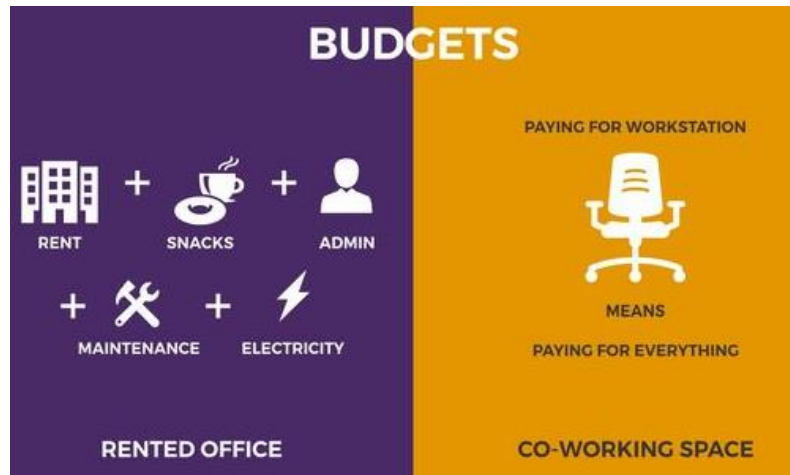 BUDGETS
RENT + SNACKS + ADMIN
+ MAINTENANCE + ELECTRICITY
RENTED OFFICE
PAYING FOR WORKSTATION
MEANS
PAYING FOR EVERYTHING
CO-WORKING SPACE